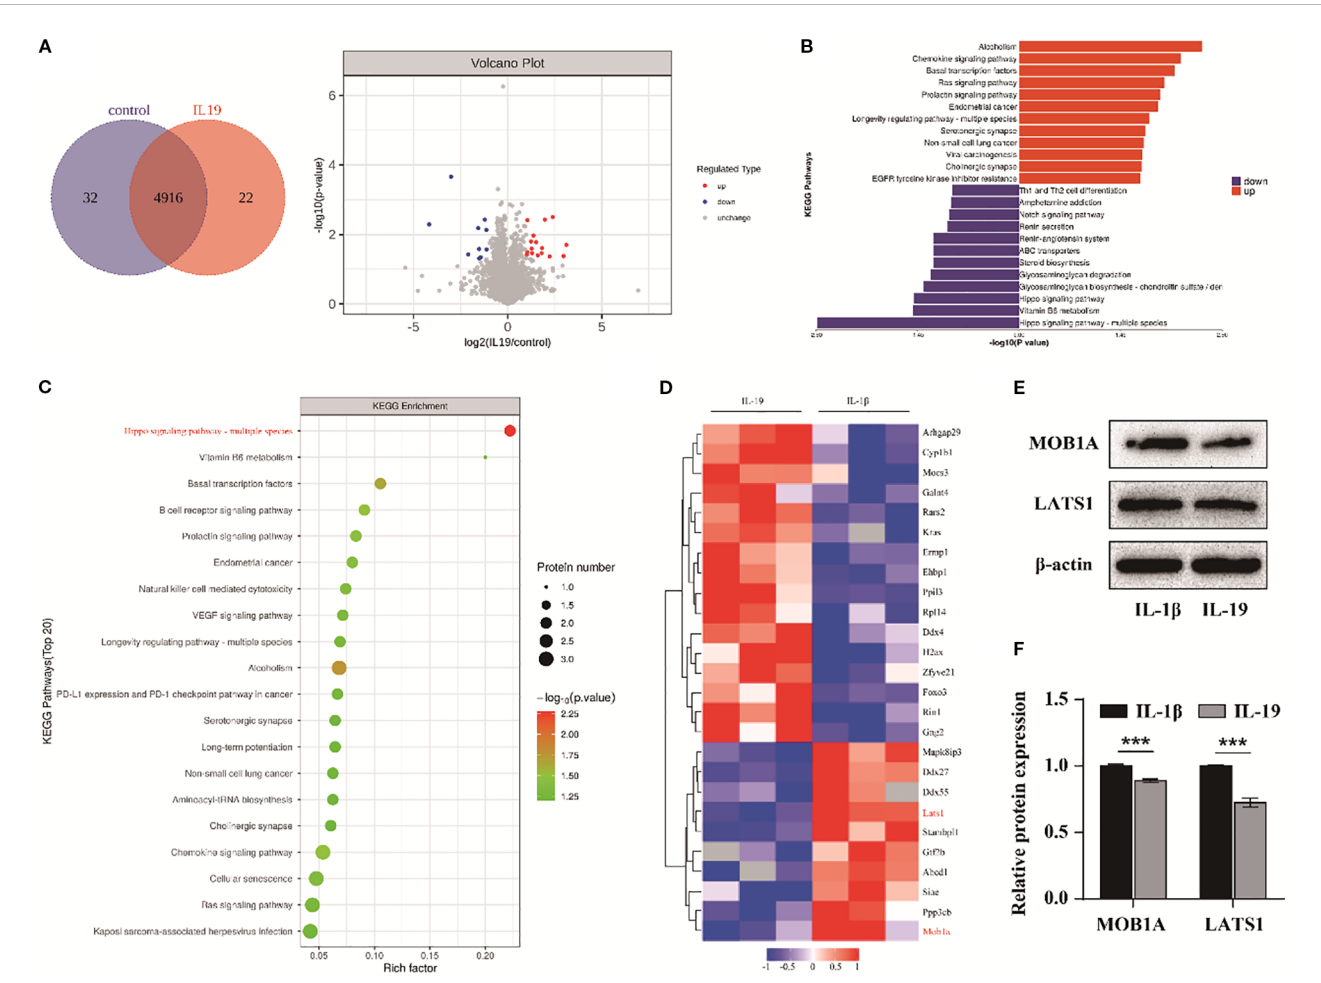 A
control
IL19
32
4916
22
Volcano Plot
6
4
2
0
-log10(p-value)
-5
0
5
log2(IL19/control)
Regulated Type
up
down
unchange
B
KEGG Pathways
Alcoholism
Chemokine signaling pathway
Basal transcription factors
Ras signaling pathway
Prolactin signaling pathway
Endometrial cancer
Longevity regulating pathway - multiple species
Serotonergic synapse
Non-small cell lung cancer
Viral carcinogenesis
Cholinergic synapse
EGFR tyrosine kinase inhibitor resistance
Th1 and Th2 cell differentiation
Amphetamine addiction
Notch signaling pathway
Renin secretion
Renin-angiotensin system
ABC transporters
Steroid biosynthesis
Glycosaminoglycan degradation
Glycosaminoglycan biosynthesis - chondroitin sulfate / der
Hippo signaling pathway
Vitamin B6 metabolism
Hippo signaling pathway - multiple species
-log10(P value)
down
up
C
KEGG Enrichment
KEGG Pathways(Top 20)
Hippo signaling pathway - multiple species
Vitamin B6 metabolism
Basal transcription factors
B cell receptor signaling pathway
Prolactin signaling pathway
Endometrial cancer
Natural killer cell mediated cytotoxicity
VEGF signaling pathway
Longevity regulating pathway - multiple species
Alcoholism
PD-L1 expression and PD-1 checkpoint pathway in cancer
Serotonergic synapse
Long-term potentiation
Non-small cell lung cancer
Aminoacyl-tRNA biosynthesis
Cholinergic synapse
Chemokine signaling pathway
Cellular senescence
Ras signaling pathway
Kaposi sarcoma-associated herpesvirus infection
0.05
0.10
0.15
0.20
Rich factor
Protein number
1.0
1.5
2.0
2.5
3.0
2.25
2.00
1.75
1.50
1.25
D
IL-19
IL-1β
Arhgap29
Cyp1b1
Mocs3
Galnt4
Rars2
Kras
Ermp1
Ehbp1
Ppil3
Rpl14
Ddx4
H2ax
Zfyve21
Foxo3
Rin1
Gng2
Mapk8ip3
Ddx27
Ddx55
Lats1
Stambpl1
Gtf2b
Abcd1
Siae
Ppp3cb
Mob1a
-1
-0.5
0
0.5
1
E
MOB1A
LATS1
β-actin
IL-1β
IL-19
F
Relative protein expression
1.5
1.0
0.5
0.0
IL-1β
IL-19
***
***
MOB1A
LATS1